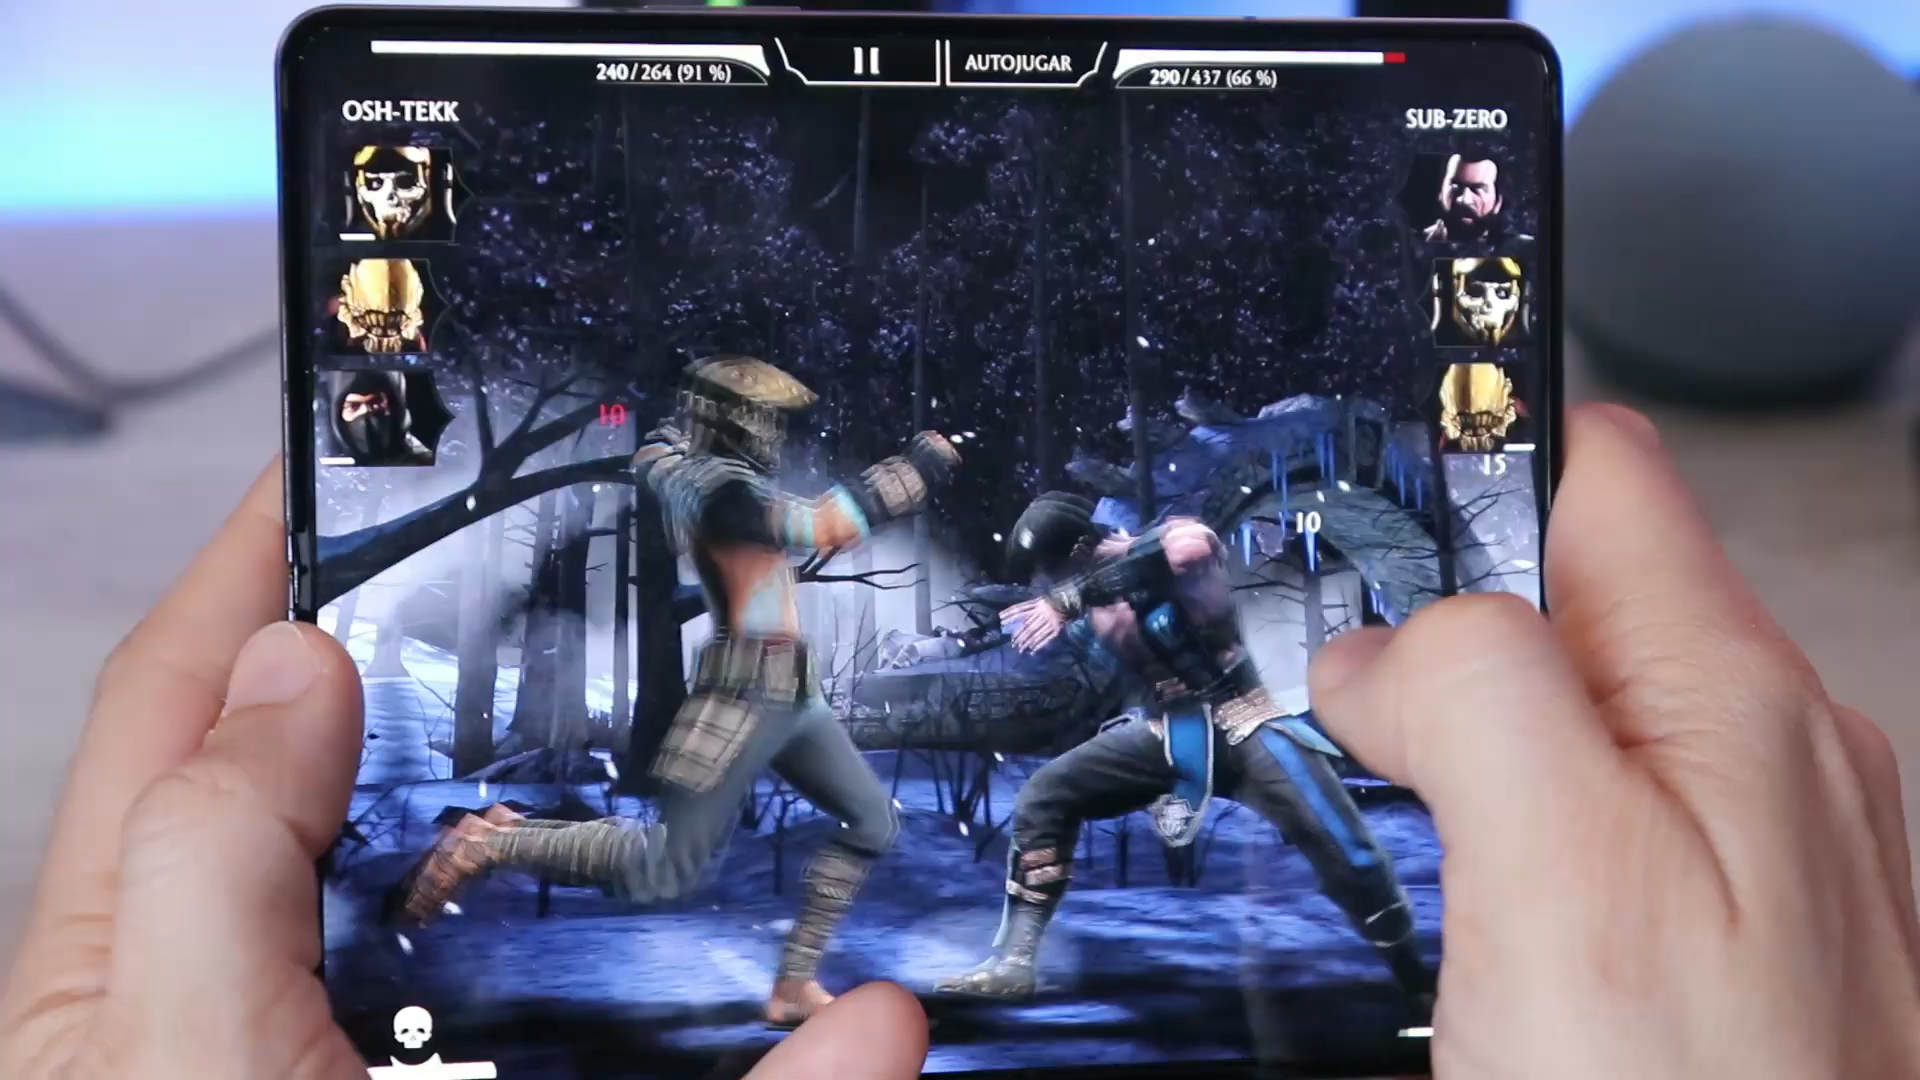 240/264 (91 %)
AUTOJUGAR
290/437 (66 %)
OSH-TEKK
SUB-ZERO
10
15
10